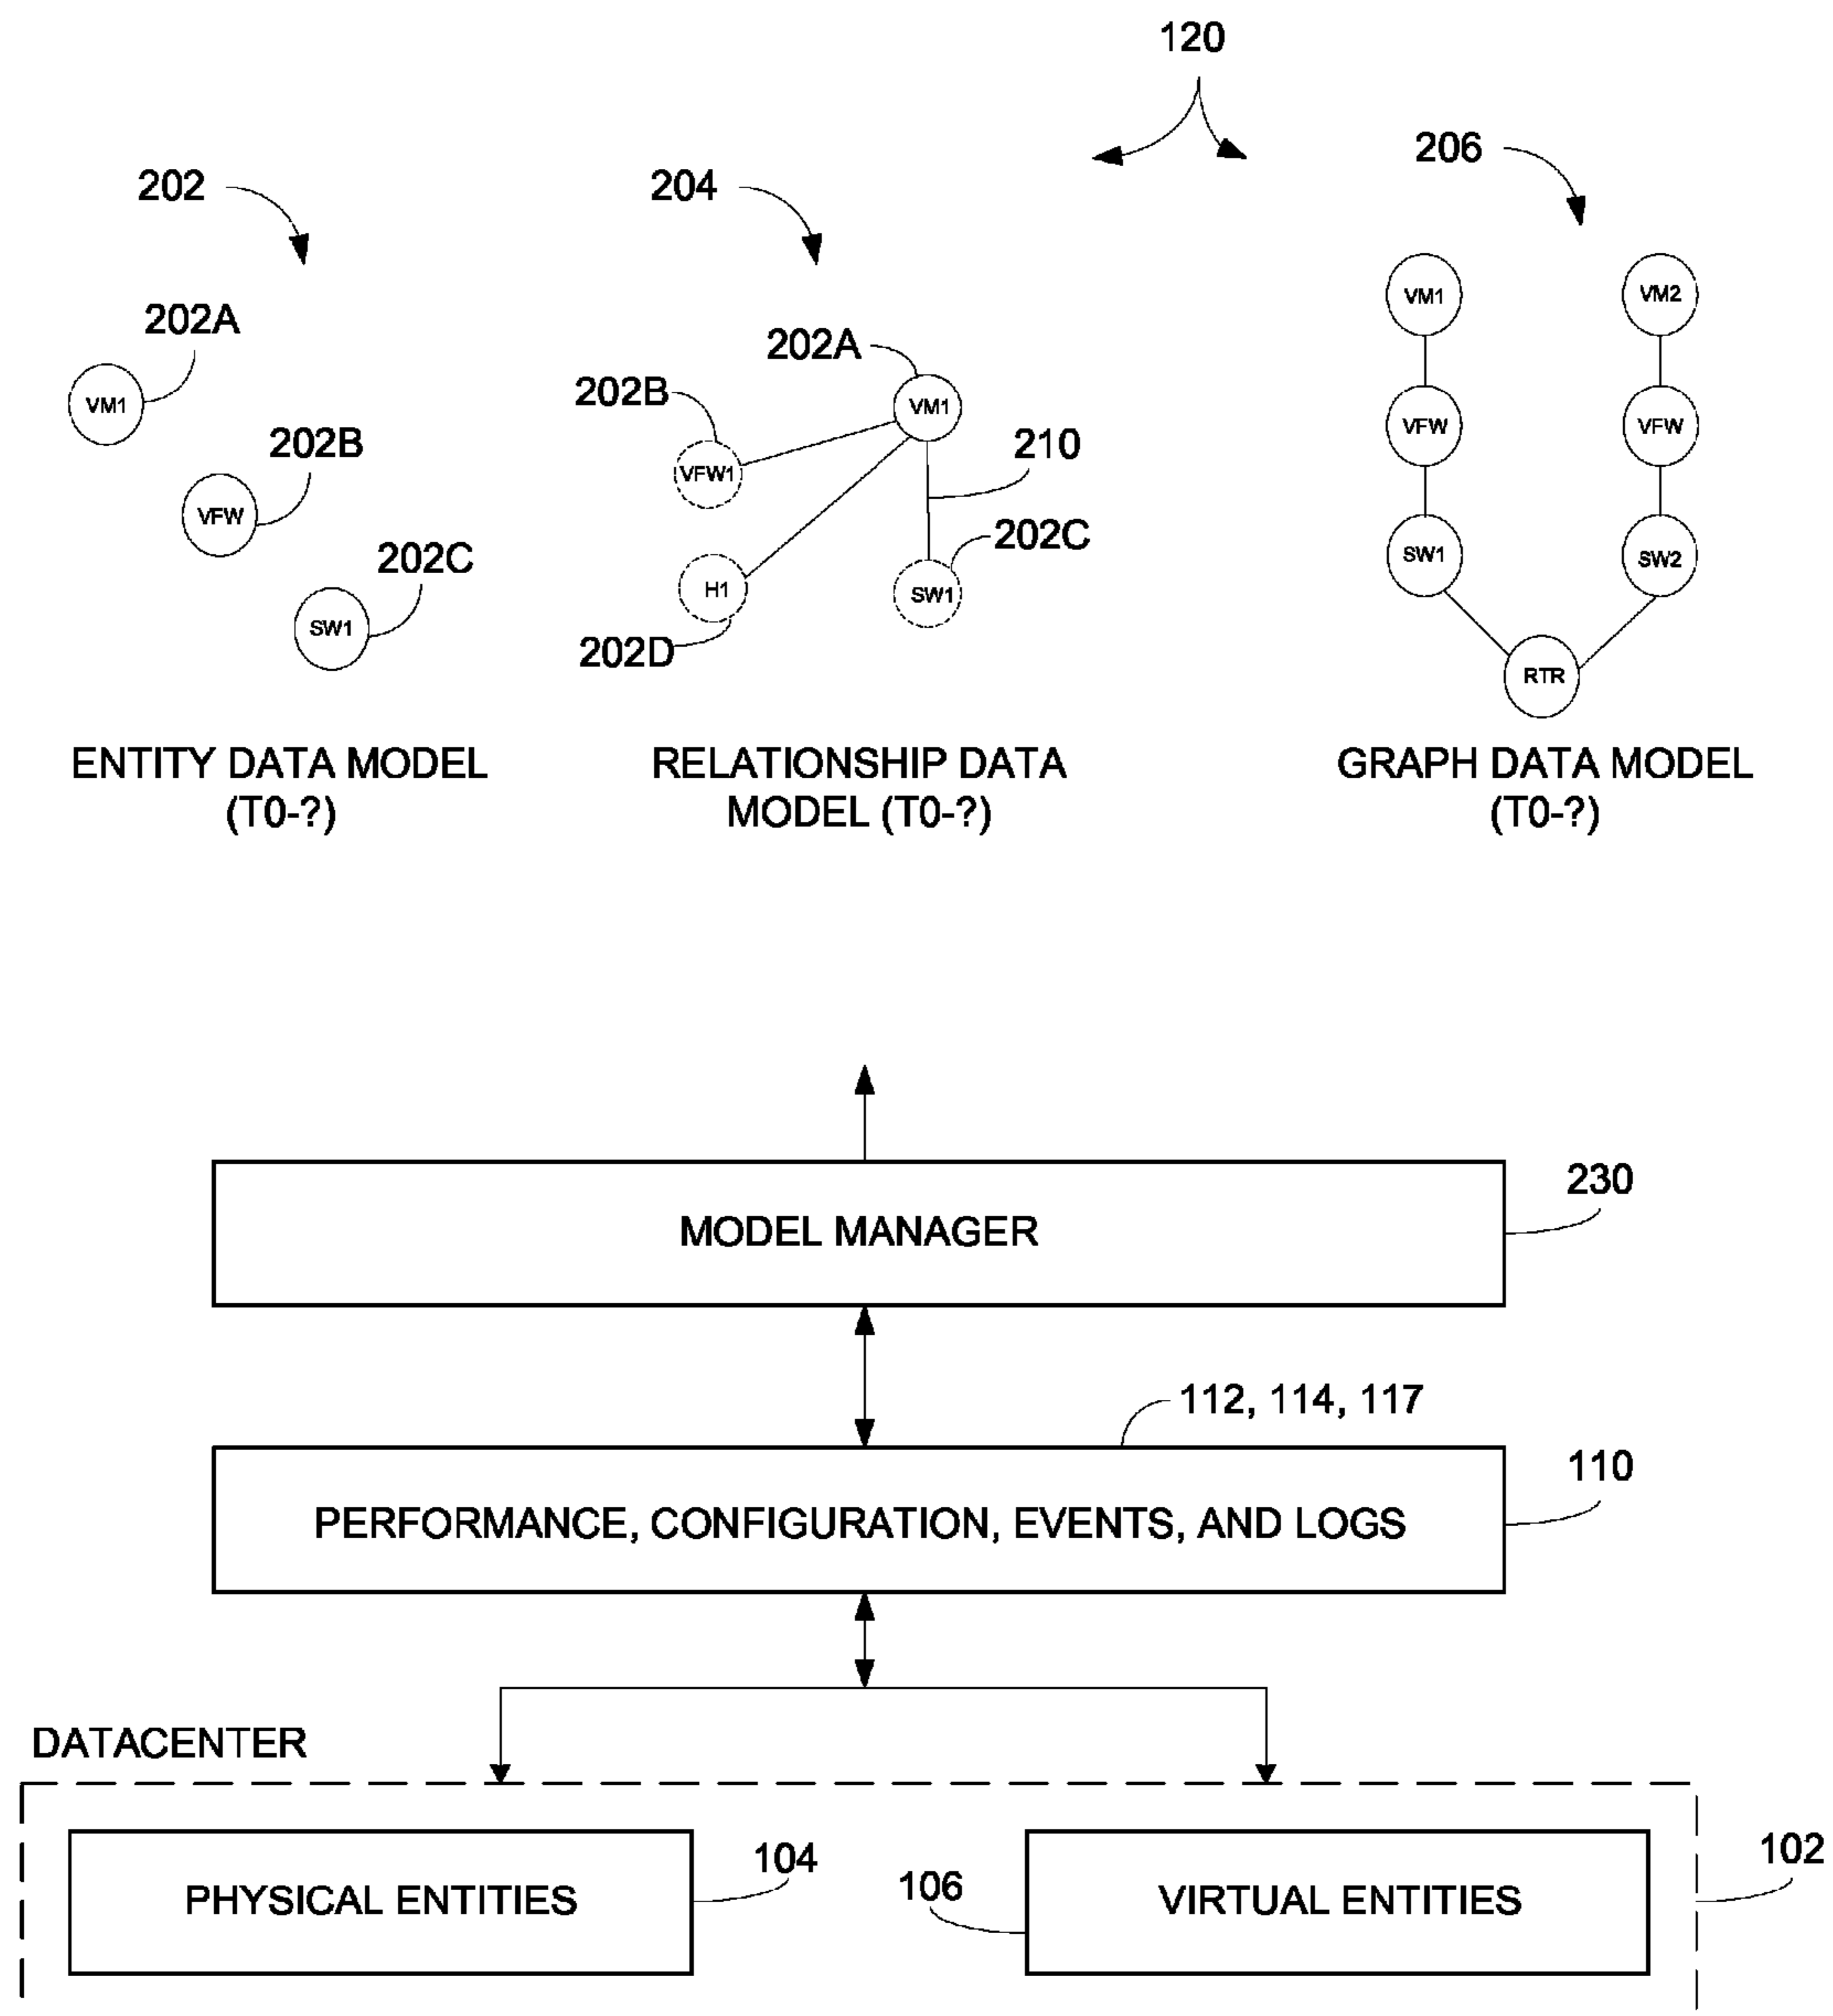 120
206
202
204
202A
VM1
202B
VFW
202C
SW1
202A
VM1
202B
VFW1
210
202C
SW1
H1
202D
VM1
VM2
VFW
VFW
SW1
SW2
RTR
ENTITY DATA MODEL
(T0-?)
RELATIONSHIP DATA
MODEL (T0-?)
GRAPH DATA MODEL
(T0-?)
230
MODEL MANAGER
112, 114, 117
110
PERFORMANCE, CONFIGURATION, EVENTS, AND LOGS
DATACENTER
104
PHYSICAL ENTITIES
106
VIRTUAL ENTITIES
102